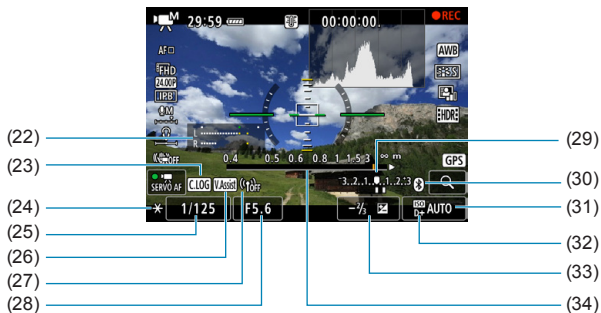 M 29:59 00:00:00 REC
AF
AWB
FHD
24.00P
IPB
M
HDR
(22) L
R
0.4 0.5 0.6 0.8 1 1.5 3 ∞ m (29)
OFF GPS
-3..2..1..0..1..2..3
(23) SERVO AF C.LOG V.Assist OFF (30)
(24) 1/125 F5.6 -2/3 ISO D+ AUTO (31)
(25) (32)
(26)
(27) (33)
(28) (34)